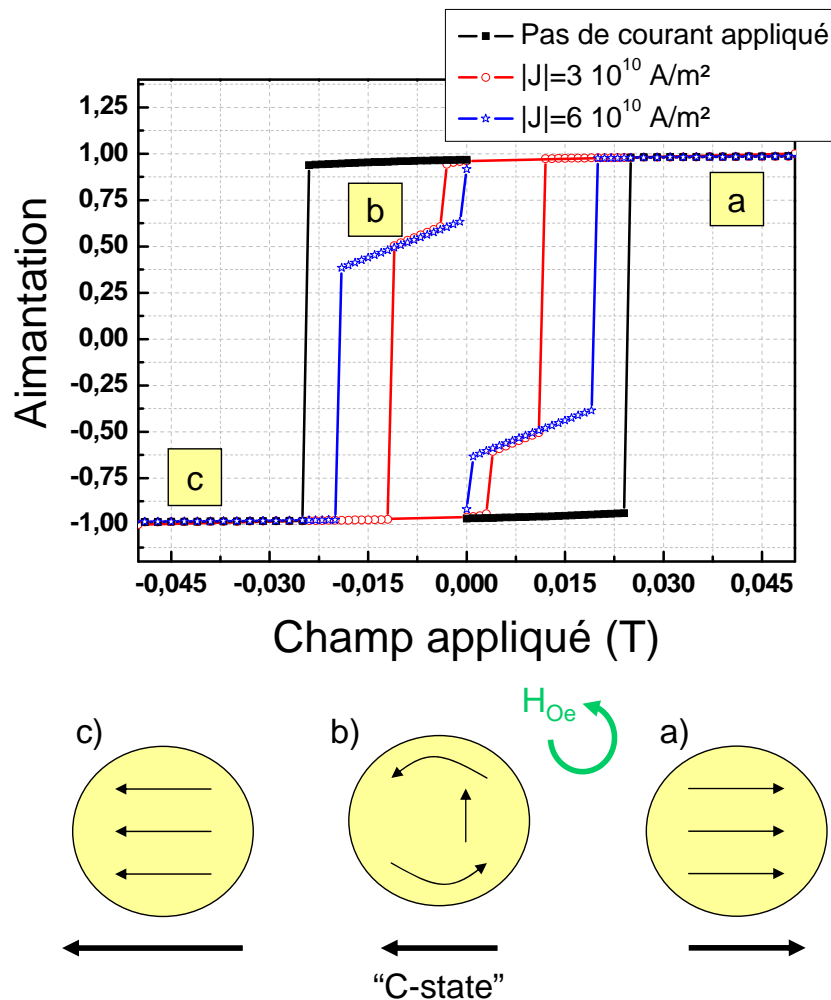 Pas de courant appliqué
|J|=3 10¹⁰ A/m²
|J|=6 10¹⁰ A/m²
1,25
1,00
0,75
0,50
0,25
0,00
-0,25
-0,50
-0,75
-1,00
Aimantation
a
b
c
-0,045 -0,030 -0,015 0,000 0,015 0,030 0,045
Champ appliqué (T)
H_Oe
c) b) a)
“C-state”